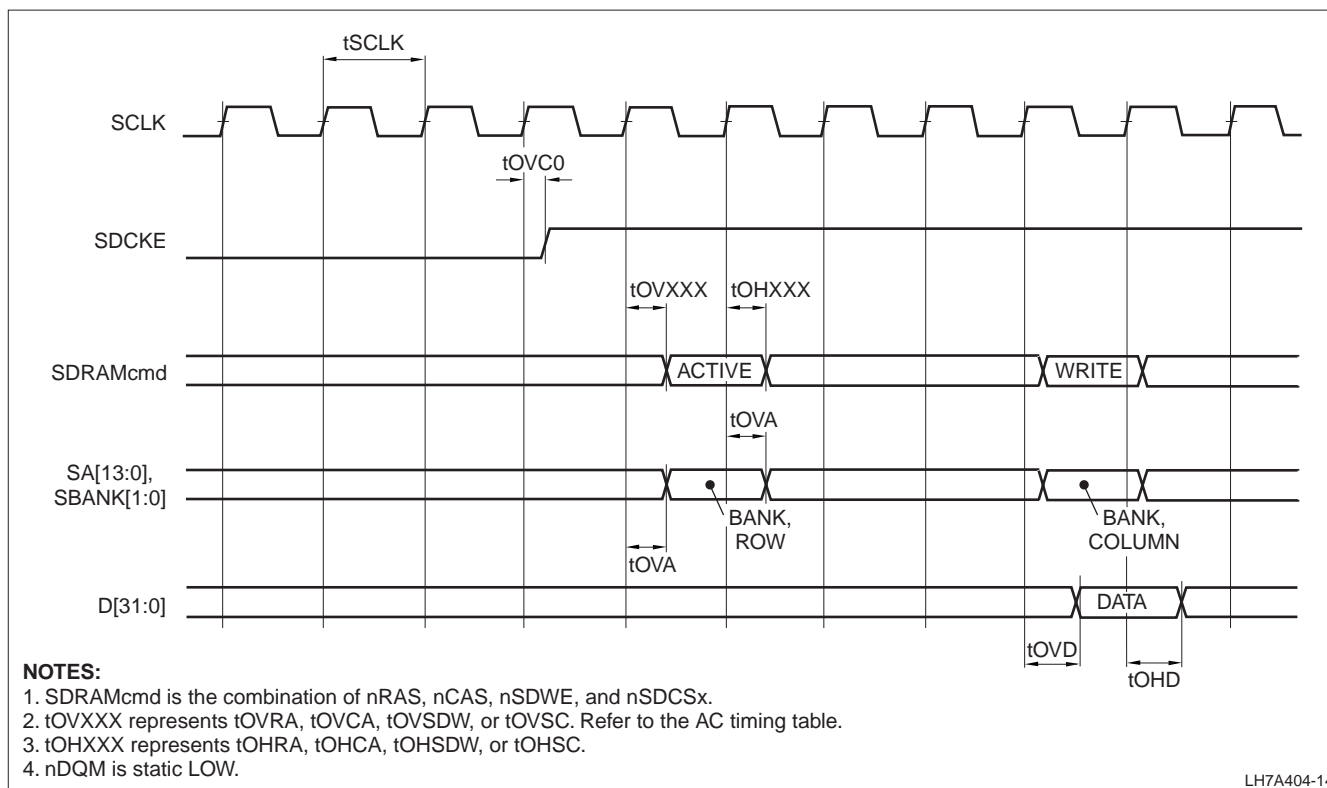 tSCLK
SCLK
tOVC0
SDCKE
tOVXXX
tOHXXX
SDRAMcmd
ACTIVE
WRITE
tOVA
SA[13:0],
SBANK[1:0]
BANK,
ROW
BANK,
COLUMN
tOVA
D[31:0]
DATA
tOVD
tOHD
NOTES:
1. SDRAMcmd is the combination of nRAS, nCAS, nSDWE, and nSDCSx.
2. tOVXXX represents tOVRA, tOVCA, tOVSDW, or tOVSC. Refer to the AC timing table.
3. tOHXXX represents tOHRA, tOHCA, tOHSDW, or tOHSC.
4. nDQM is static LOW.
LH7A404-14